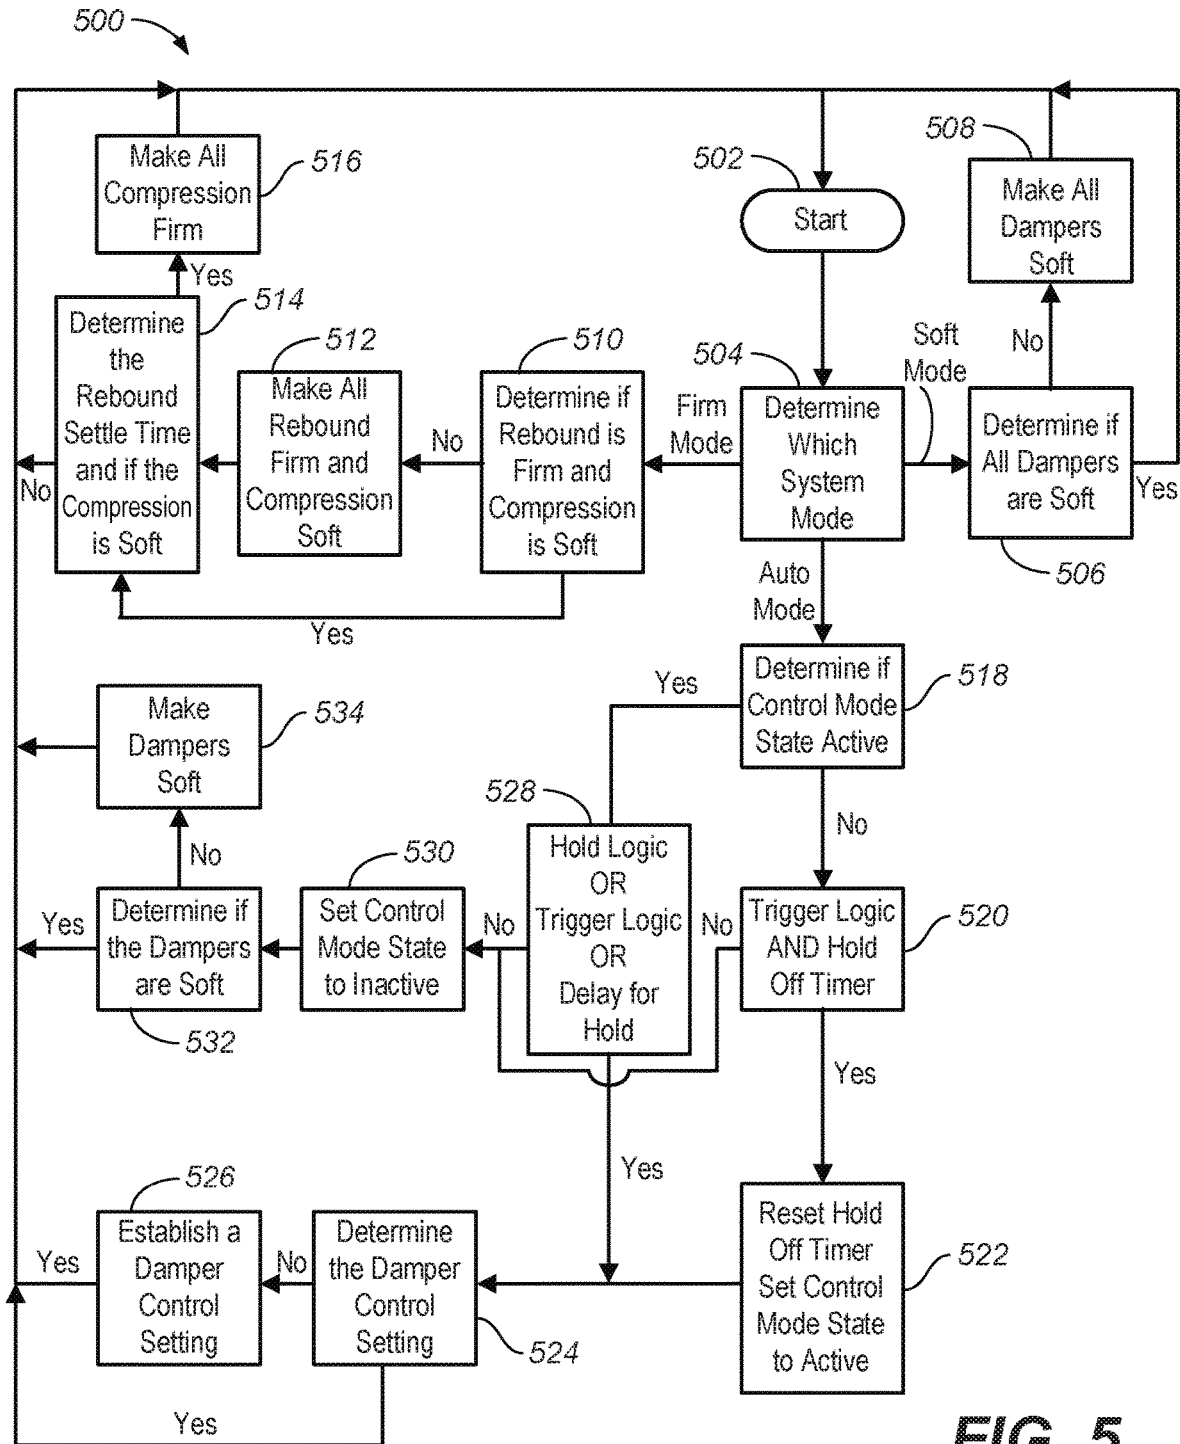 500
516
Make All
Compression
Firm
502
Start
508
Make All
Dampers
Soft
Yes
514
Determine
the
Rebound
Settle Time
and if the
Compression
is Soft
No
512
Make All
Rebound
Firm and
Compression
Soft
No
510
Determine if
Rebound is
Firm and
Compression
is Soft
Yes
Firm
Mode
504
Determine
Which
System
Mode
Soft
Mode
No
Determine if
All Dampers
are Soft
Yes
506
Auto
Mode
Yes
Determine if
Control Mode
State Active
518
534
Make
Dampers
Soft
No
528
Hold Logic
OR
Trigger Logic
OR
Delay for
Hold
No
530
Set Control
Mode State
to Inactive
No
Yes
Determine if
the Dampers
are Soft
532
No
Trigger Logic
AND Hold
Off Timer
520
Yes
Yes
526
Establish a
Damper
Control
Setting
Yes
No
Determine
the Damper
Control
Setting
524
Reset Hold
Off Timer
Set Control
Mode State
to Active
522
Yes
FIG. 5